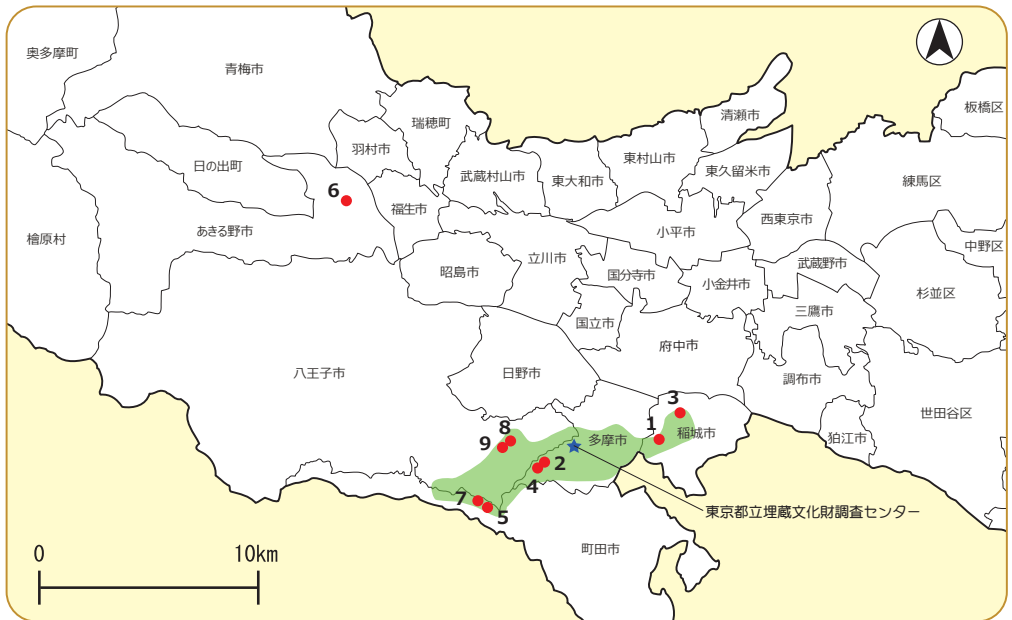 奥多摩町
青梅市
瑞穂町
清瀬市
板橋区
羽村市
日の出町
武蔵村山市
東大和市
東村山市
東久留米市
練馬区
6
福生市
西東京市
檜原村
あきる野市
小平市
中野区
昭島市
立川市
国分寺市
小金井市
武蔵野市
杉並区
国立市
三鷹市
府中市
八王子市
日野市
調布市
世田谷区
3
8
1
稲城市
狛江市
9
多摩市
2
4
7
5
東京都立埋蔵文化財調査センター
町田市
0
10km